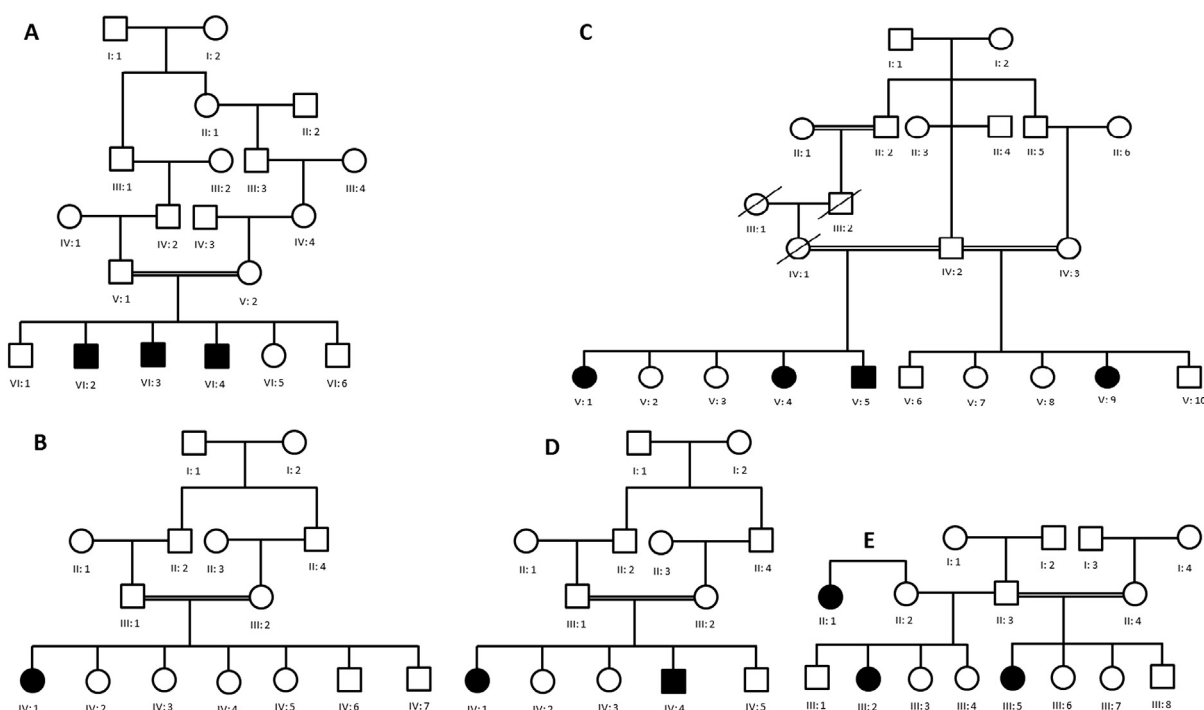 A
I: 1 I: 2
II: 1 II: 2
III: 1 III: 2 III: 3 III: 4
IV: 1 IV: 2 IV: 3 IV: 4
V: 1 V: 2
VI: 1 VI: 2 VI: 3 VI: 4 VI: 5 VI: 6
C
I: 1 I: 2
II: 1 II: 2 II: 3 II: 4 II: 5 II: 6
III: 1 III: 2
IV: 1 IV: 2 IV: 3
V: 1 V: 2 V: 3 V: 4 V: 5 V: 6 V: 7 V: 8 V: 9 V: 10
B
I: 1 I: 2
II: 1 II: 2 II: 3 II: 4
III: 1 III: 2
IV: 1 IV: 2 IV: 3 IV: 4 IV: 5 IV: 6 IV: 7
D
I: 1 I: 2
II: 1 II: 2 II: 3 II: 4
III: 1 III: 2
IV: 1 IV: 2 IV: 3 IV: 4 IV: 5
E
I: 1 I: 2 I: 3 I: 4
II: 1 II: 2 II: 3 II: 4
III: 1 III: 2 III: 3 III: 4 III: 5 III: 6 III: 7 III: 8